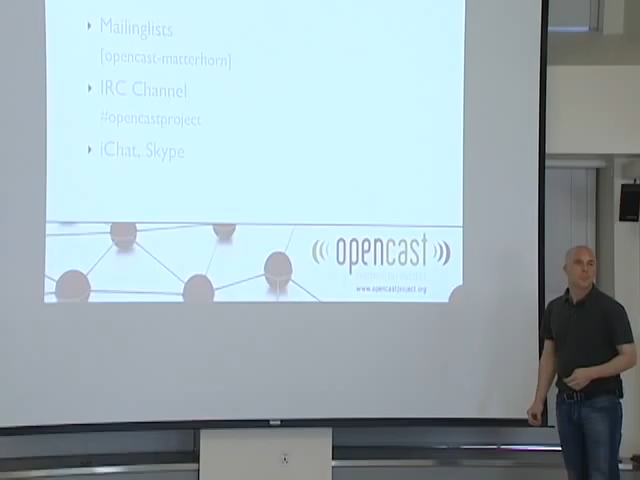 Mailinglists
[opencast-matterhorn]
IRC Channel
#opencastproject
iChat, Skype
opencast
www.opencastproject.org